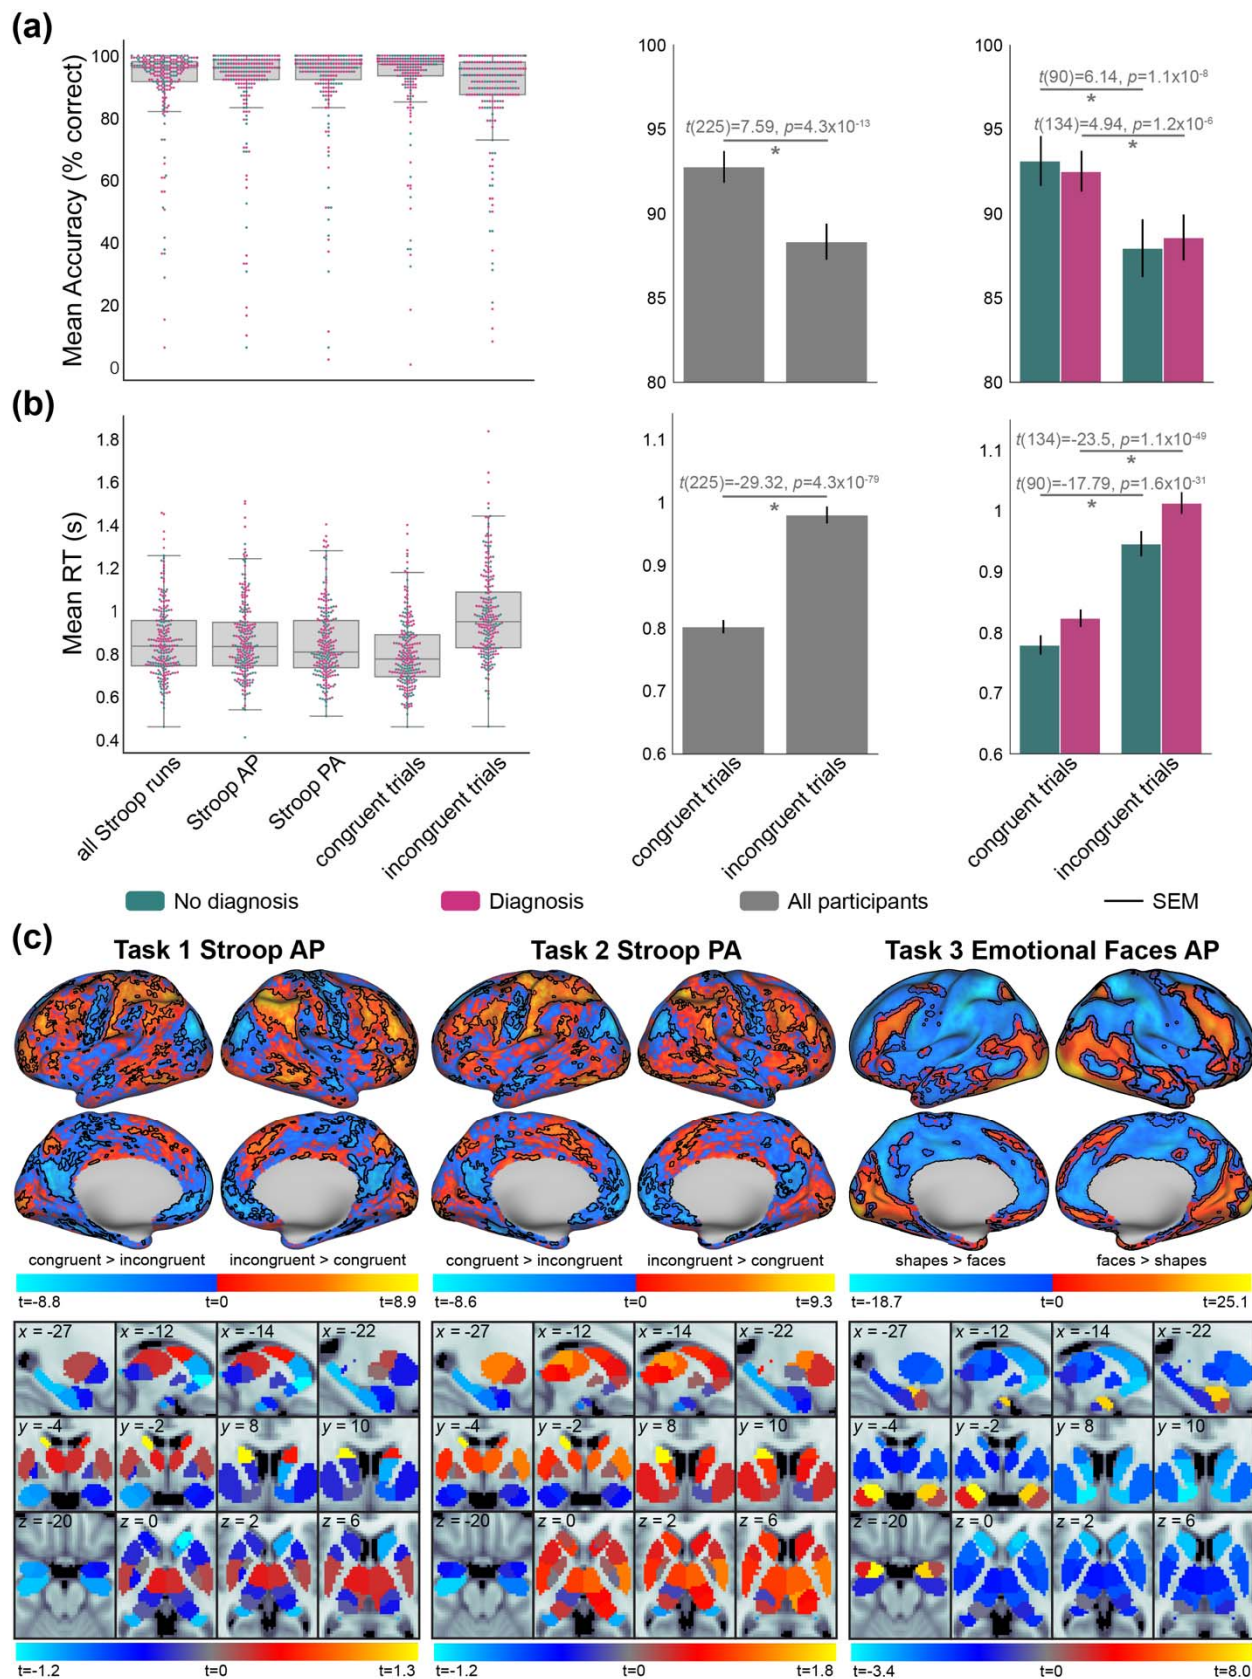 (a)
100
80
60
40
20
0
Mean Accuracy (% correct)
100
95
90
85
80
t(225)=7.59, p=4.3x10⁻¹³
*
100
95
90
85
80
t(90)=6.14, p=1.1x10⁻⁸
*
t(134)=4.94, p=1.2x10⁻⁶
*
(b)
1.8
1.6
1.4
1.2
1
0.8
0.6
0.4
Mean RT (s)
all Stroop runs
Stroop AP
Stroop PA
congruent trials
incongruent trials
1.1
1
0.9
0.8
0.7
0.6
t(225)=-29.32, p=4.3x10⁻⁷⁹
*
congruent trials
incongruent trials
1.1
1
0.9
0.8
0.7
0.6
t(134)=-23.5, p=1.1x10⁻⁴⁹
*
t(90)=-17.79, p=1.6x10⁻³¹
*
congruent trials
incongruent trials
No diagnosis Diagnosis All participants SEM
(c)
Task 1 Stroop AP Task 2 Stroop PA Task 3 Emotional Faces AP
congruent > incongruent incongruent > congruent congruent > incongruent incongruent > congruent shapes > faces faces > shapes
t=-8.8 t=0 t=8.9 t=-8.6 t=0 t=9.3 t=-18.7 t=0 t=25.1
x = -27 x = -12 x = -14 x = -22 x = -27 x = -12 x = -14 x = -22 x = -27 x = -12 x = -14 x = -22
y = -4 y = -2 y = 8 y = 10 y = -4 y = -2 y = 8 y = 10 y = -4 y = -2 y = 8 y = 10
z = -20 z = 0 z = 2 z = 6 z = -20 z = 0 z = 2 z = 6 z = -20 z = 0 z = 2 z = 6
t=-1.2 t=0 t=1.3 t=-1.2 t=0 t=1.8 t=-3.4 t=0 t=8.0